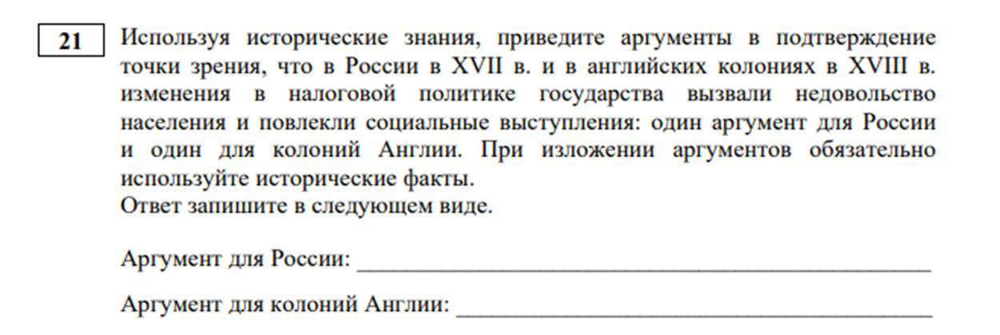 21
Используя исторические знания, приведите аргументы в подтверждение
точки зрения, что в России в XVII в. и в английских колониях в XVIII в.
изменения в налоговой политике государства вызвали недовольство
населения и повлекли социальные выступления: один аргумент для России
и один для колоний Англии. При изложении аргументов обязательно
используйте исторические факты.
Ответ запишите в следующем виде.
Аргумент для России: ___
Аргумент для колоний Англии: ___